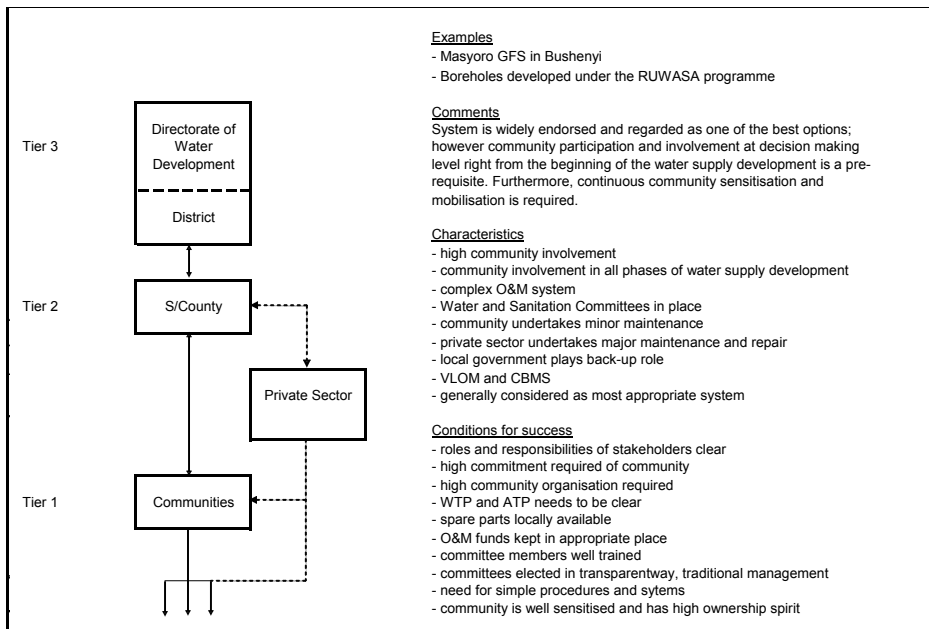 Tier 3
Directorate of
Water
Development
District
Tier 2
S/County
Private Sector
Tier 1
Communities
Examples
- Masyoro GFS in Bushenyi
- Boreholes developed under the RUWASA programme
Comments
System is widely endorsed and regarded as one of the best options;
however community participation and involvement at decision making
level right from the beginning of the water supply development is a pre-
requisite. Furthermore, continuous community sensitisation and
mobilisation is required.
Characteristics
- high community involvement
- community involvement in all phases of water supply development
- complex O&M system
- Water and Sanitation Committees in place
- community undertakes minor maintenance
- private sector undertakes major maintenance and repair
- local government plays back-up role
- VLOM and CBMS
- generally considered as most appropriate system
Conditions for success
- roles and responsibilities of stakeholders clear
- high commitment required of community
- high community organisation required
- WTP and ATP needs to be clear
- spare parts locally available
- O&M funds kept in appropriate place
- committee members well trained
- committees elected in transparentway, traditional management
- need for simple procedures and sytems
- community is well sensitised and has high ownership spirit